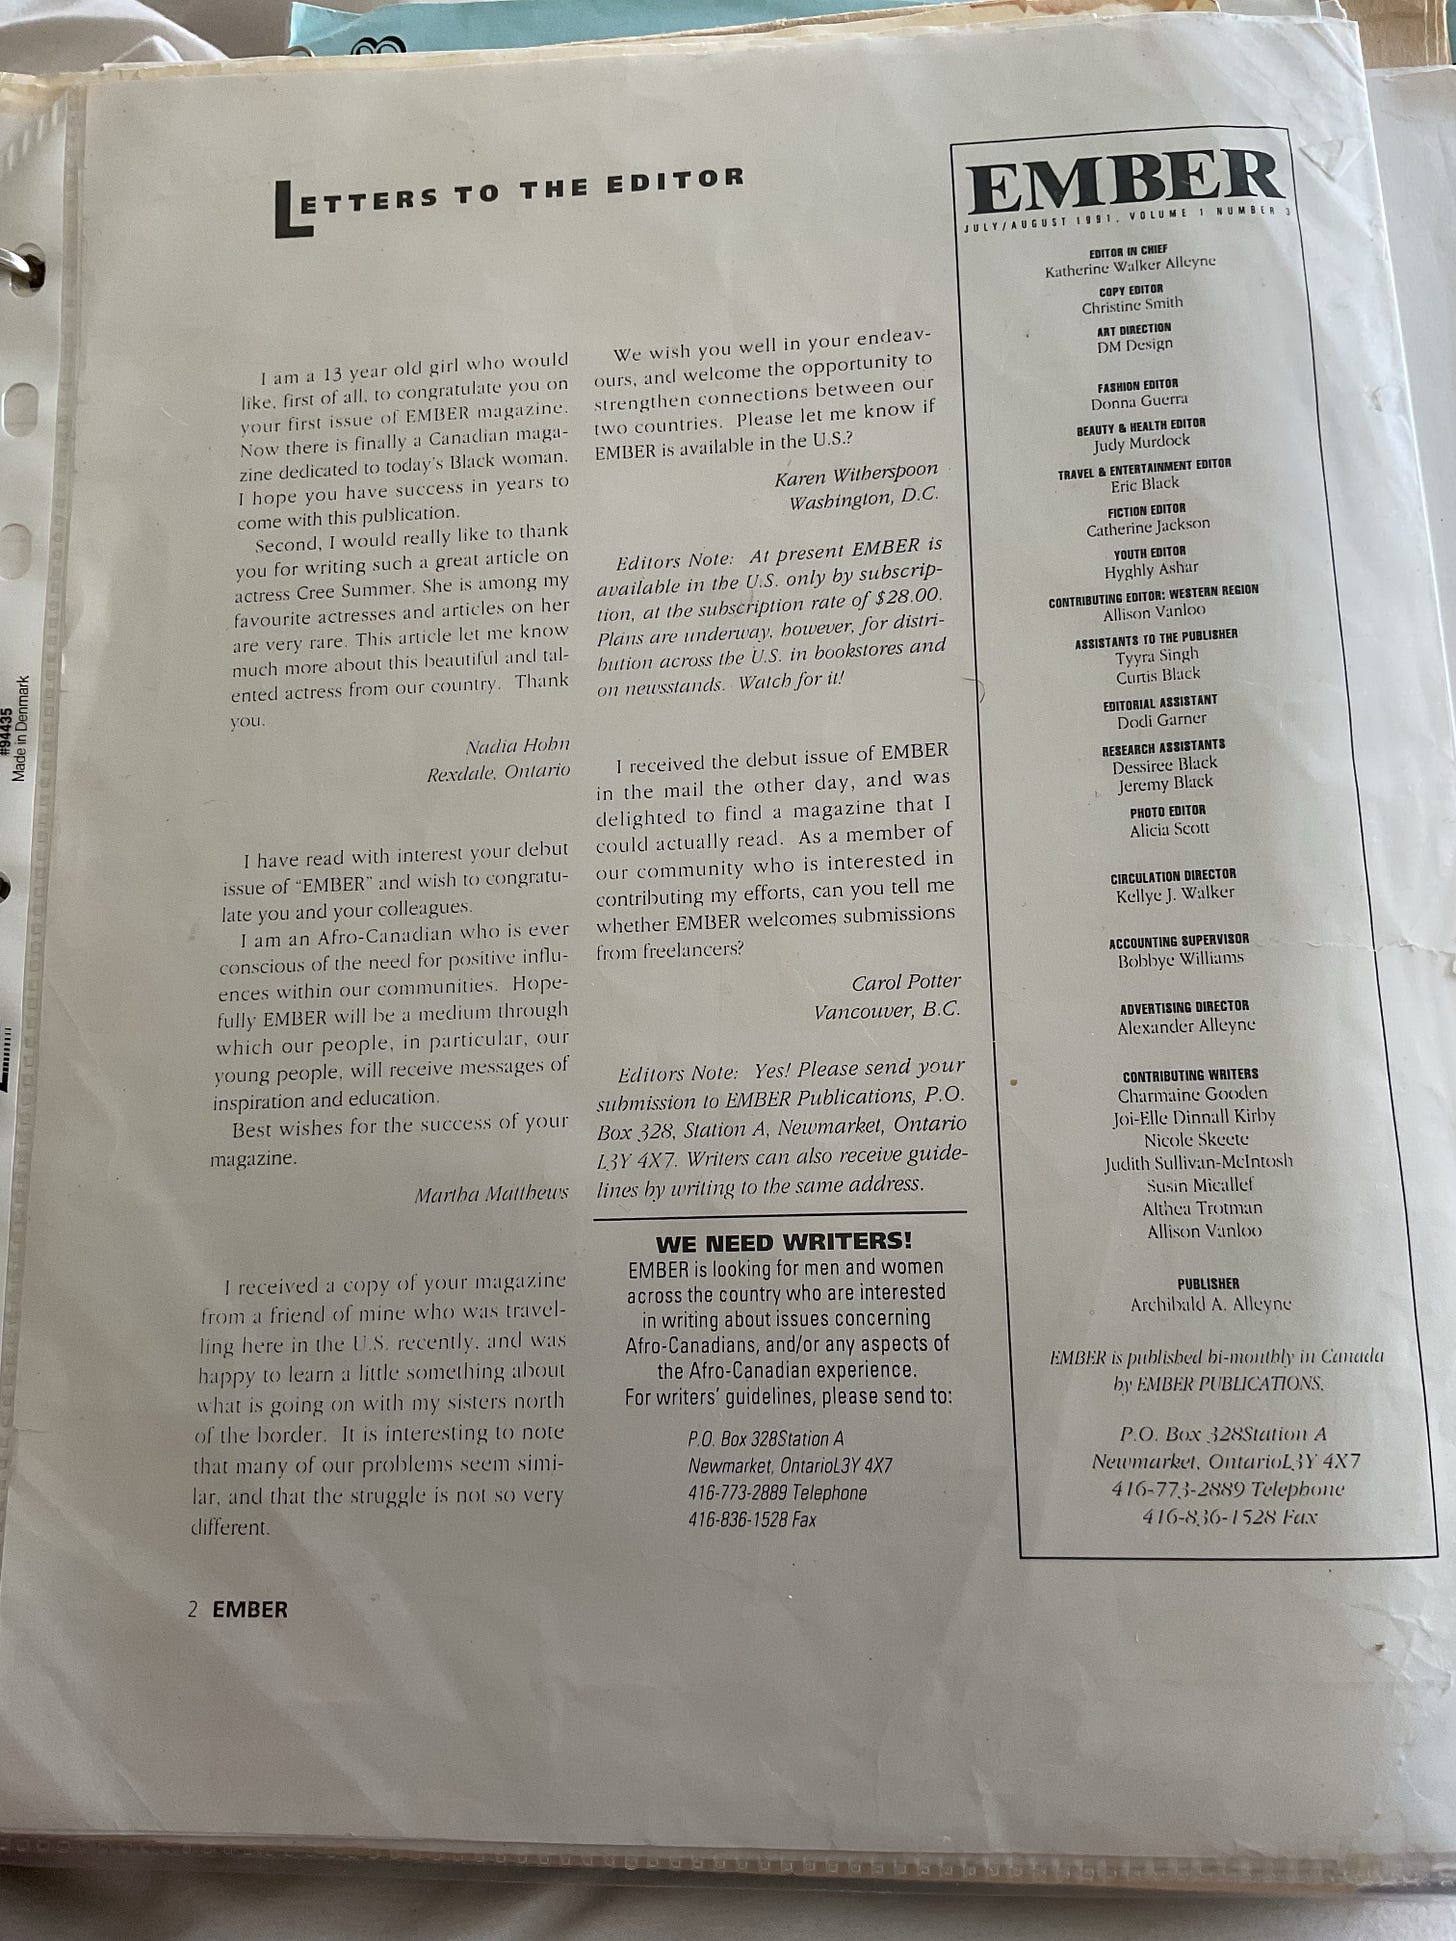 LETTERS TO THE EDITOR
I am a 13 year old girl who would
like, first of all, to congratulate you on
your first issue of EMBER magazine.
Now there is finally a Canadian maga-
zine dedicated to today's Black woman.
I hope you have success in years to
come with this publication.
Second, I would really like to thank
you for writing such a great article on
actress Cree Summer. She is among my
favourite actresses and articles on her
are very rare. This article let me know
much more about this beautiful and tal-
ented actress from our country. Thank
you.
Nadia Hohn
Rexdale, Ontario
I have read with interest your debut
issue of "EMBER" and wish to congratu-
late you and your colleagues.
I am an Afro-Canadian who is ever
conscious of the need for positive influ-
ences within our communities. Hope-
fully EMBER will be a medium through
which our people, in particular, our
young people, will receive messages of
inspiration and education.
Best wishes for the success of your
magazine.
Martha Matthews
I received a copy of your magazine
from a friend of mine who was travel-
ling here in the U.S. recently, and was
happy to learn a little something about
what is going on with my sisters north
of the border. It is interesting to note
that many of our problems seem simi-
lar, and that the struggle is not so very
different.
We wish you well in your endeav-
ours, and welcome the opportunity to
strengthen connections between our
two countries. Please let me know if
EMBER is available in the U.S.?
Karen Witherspoon
Washington, D.C.
Editors Note: At present EMBER is
available in the U.S. only by subscrip-
tion, at the subscription rate of $28.00.
Plans are underway, however, for distri-
bution across the U.S. in bookstores and
on newsstands. Watch for it!
I received the debut issue of EMBER
in the mail the other day, and was
delighted to find a magazine that I
could actually read. As a member of
our community who is interested in
contributing my efforts, can you tell me
whether EMBER welcomes submissions
from freelancers?
Carol Potter
Vancouver, B.C.
Editors Note: Yes! Please send your
submission to EMBER Publications, P.O.
Box 328, Station A, Newmarket, Ontario
L3Y 4X7. Writers can also receive guide-
lines by writing to the same address.
WE NEED WRITERS!
EMBER is looking for men and women
across the country who are interested
in writing about issues concerning
Afro-Canadians, and/or any aspects of
the Afro-Canadian experience.
For writers' guidelines, please send to:
P.O. Box 328Station A
Newmarket, OntarioL3Y 4X7
416-773-2889 Telephone
416-836-1528 Fax
EMBER
JULY/AUGUST 1991, VOLUME 1 NUMBER 3
EDITOR IN CHIEF
Katherine Walker Alleyne
COPY EDITOR
Christine Smith
ART DIRECTION
DM Design
FASHION EDITOR
Donna Guerra
BEAUTY & HEALTH EDITOR
Judy Murdock
TRAVEL & ENTERTAINMENT EDITOR
Eric Black
FICTION EDITOR
Catherine Jackson
YOUTH EDITOR
Hyghly Ashar
CONTRIBUTING EDITOR: WESTERN REGION
Allison Vanloo
ASSISTANTS TO THE PUBLISHER
Tyyra Singh
Curtis Black
EDITORIAL ASSISTANT
Dodi Garner
RESEARCH ASSISTANTS
Dessiree Black
Jeremy Black
PHOTO EDITOR
Alicia Scott
CIRCULATION DIRECTOR
Kellye J. Walker
ACCOUNTING SUPERVISOR
Bobbye Williams
ADVERTISING DIRECTOR
Alexander Alleyne
CONTRIBUTING WRITERS
Charmaine Gooden
Joi-Elle Dinnall Kirby
Nicole Skeete
Judith Sullivan-McIntosh
Susin Micallef
Althea Trotman
Allison Vanloo
PUBLISHER
Archibald A. Alleyne
EMBER is published bi-monthly in Canada
by EMBER PUBLICATIONS.
P.O. Box 328Station A
Newmarket, OntarioL3Y 4X7
416-773-2889 Telephone
416-836-1528 Fax
2 EMBER
#94435
Made in Denmark